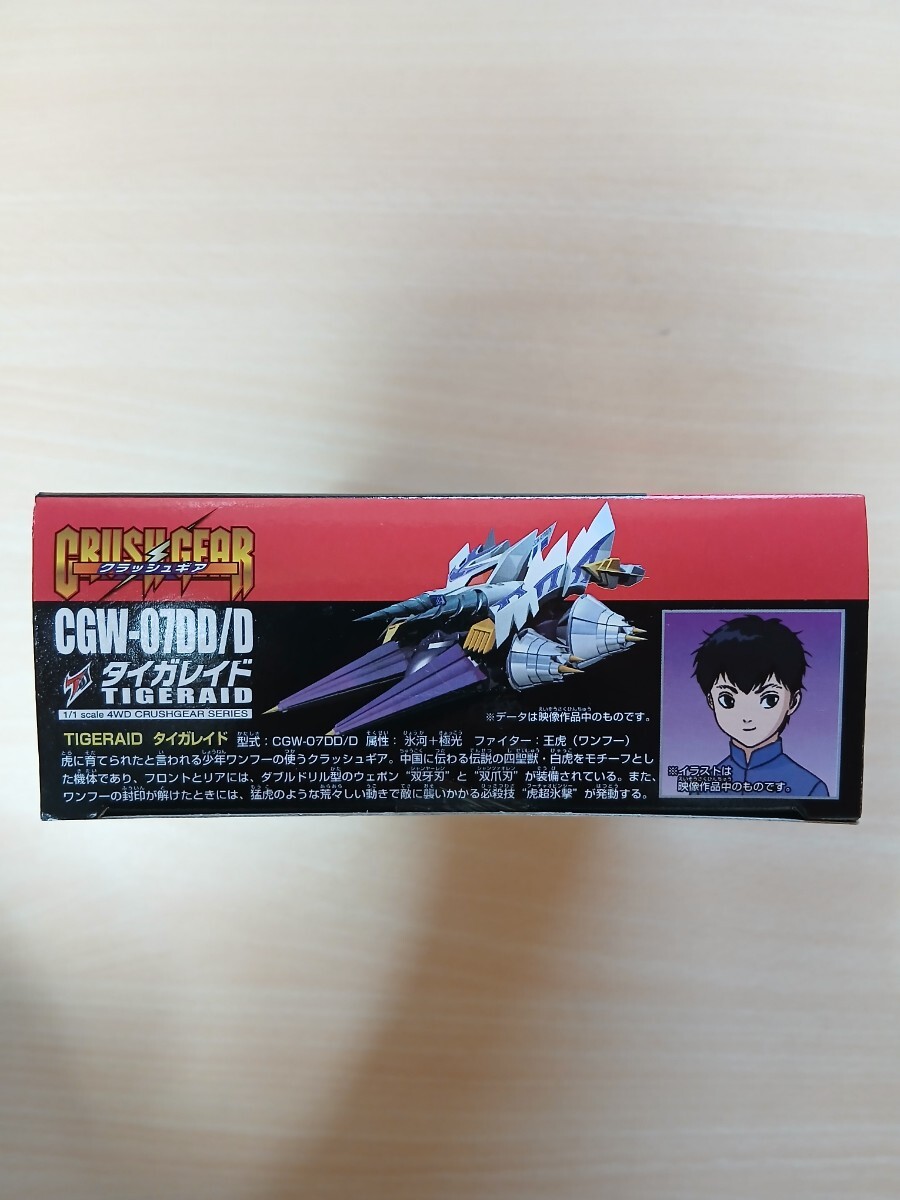 CRUSH GEAR
クラッシュギア
CGW-07DD/D
タイガレイド
TIGERAID
1/1 scale 4WD CRUSHGEAR SERIES
※データは映像作品中のものです。
TIGERAID タイガレイド 型式:CGW-07DD/D 属性:氷河+極光 ファイター:王虎(ワンフー)
虎に育てられたと言われる少年ワンフーの使うクラッシュギア。中国に伝わる伝説の四聖獣・白虎をモチーフとし
た機体であり、フロントとリアには、ダブルドリル型のウェポン"双牙刃"と"双爪刃"が装備されている。また、
ワンフーの封印が解けたときには、猛虎のような荒々しい動きで敵に襲いかかる必殺技"虎超氷撃"が発動する。
※イラストは
映像作品中のものです。